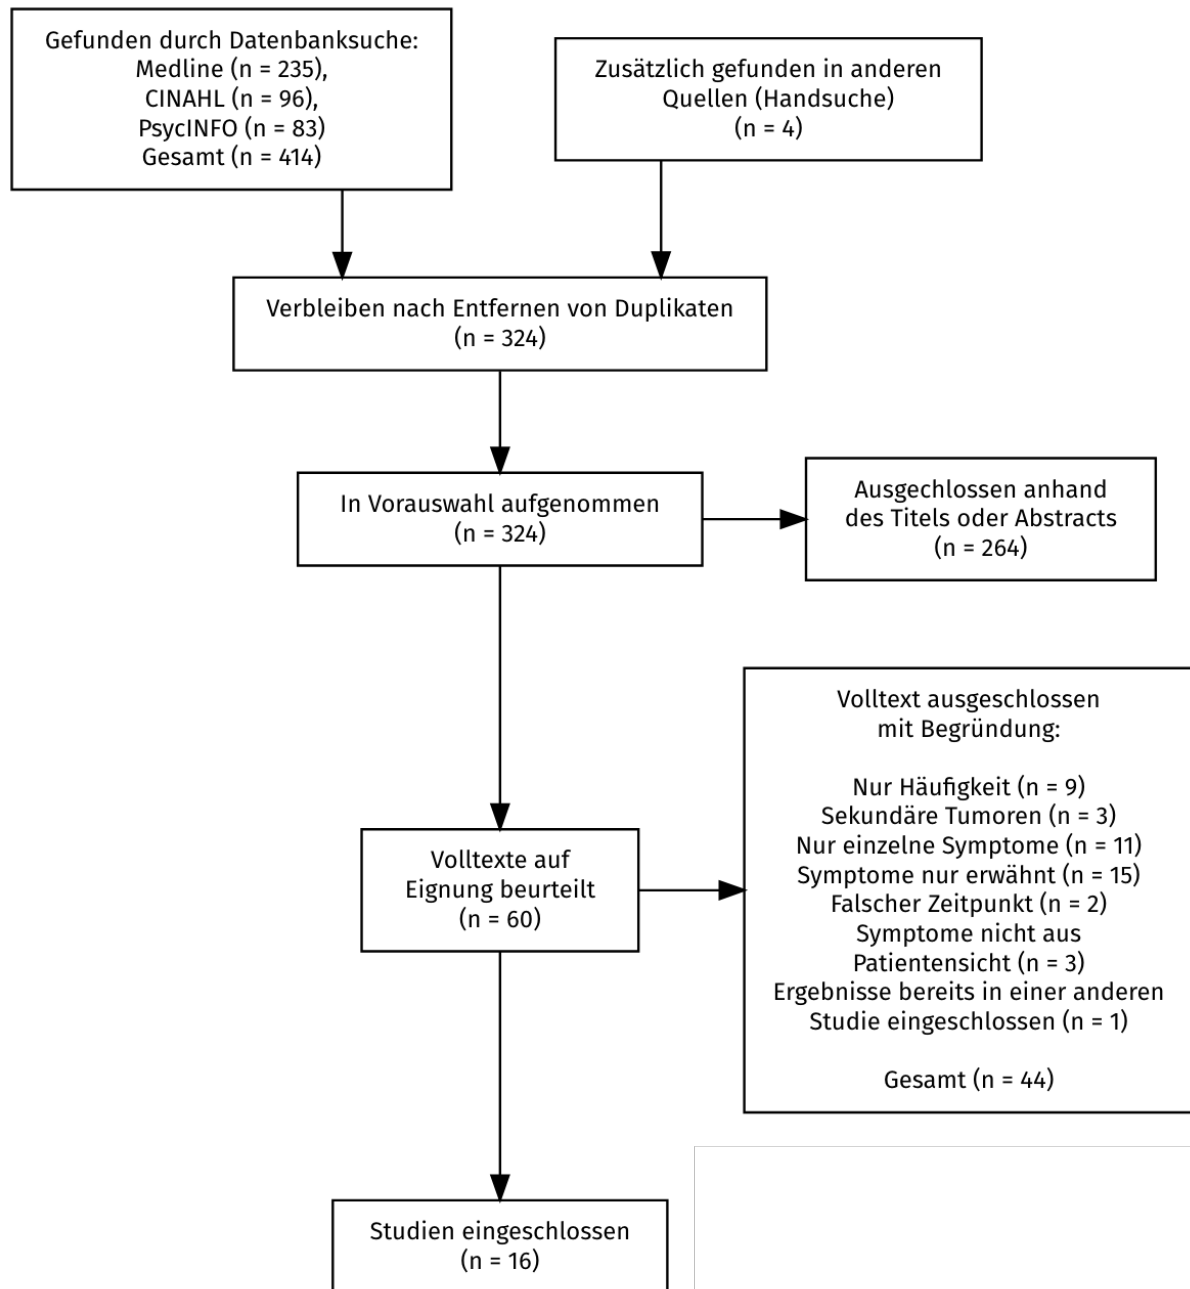 Gefunden durch Datenbanksuche:
Medline (n = 235),
CINAHL (n = 96),
PsycINFO (n = 83)
Gesamt (n = 414)
Zusätzlich gefunden in anderen
Quellen (Handsuche)
(n = 4)
Verbleiben nach Entfernen von Duplikaten
(n = 324)
In Vorauswahl aufgenommen
(n = 324)
Ausgechlossen anhand
des Titels oder Abstracts
(n = 264)
Volltexte auf
Eignung beurteilt
(n = 60)
Volltext ausgeschlossen
mit Begründung:
Nur Häufigkeit (n = 9)
Sekundäre Tumoren (n = 3)
Nur einzelne Symptome (n = 11)
Symptome nur erwähnt (n = 15)
Falscher Zeitpunkt (n = 2)
Symptome nicht aus
Patientensicht (n = 3)
Ergebnisse bereits in einer anderen
Studie eingeschlossen (n = 1)
Gesamt (n = 44)
Studien eingeschlossen
(n = 16)